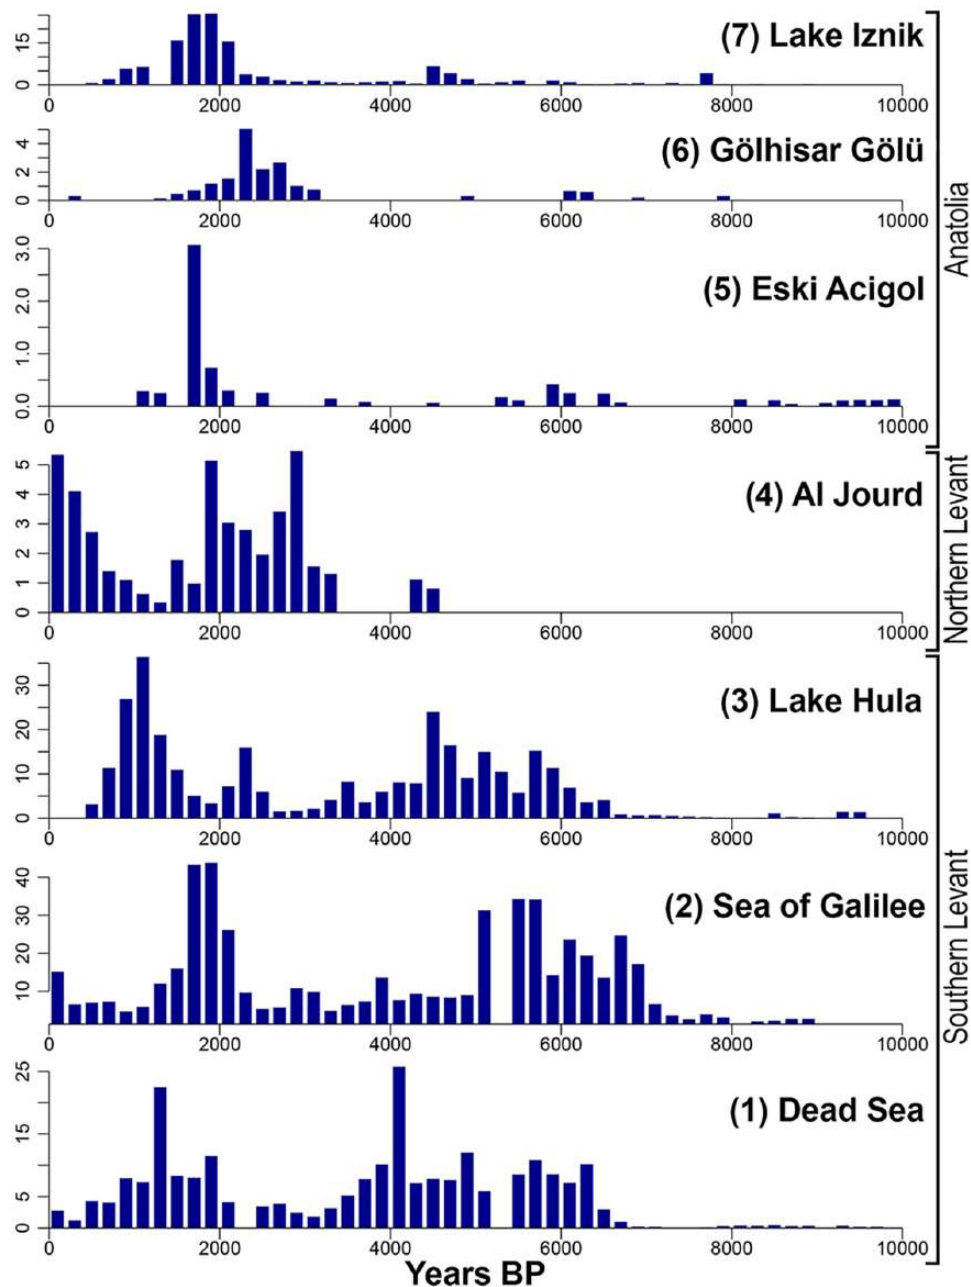 (7) Lake Iznik
15
0
0 2000 4000 6000 8000 10000
(6) Gölhisar Gölü
4
2
0
0 2000 4000 6000 8000 10000
Anatolia
(5) Eski Acigol
3.0
2.0
1.0
0.0
0 2000 4000 6000 8000 10000
(4) Al Jourd
5
4
3
2
1
0
0 2000 4000 6000 8000 10000
Northern Levant
(3) Lake Hula
30
20
10
0
0 2000 4000 6000 8000 10000
(2) Sea of Galilee
40
30
20
10
0 2000 4000 6000 8000 10000
Southern Levant
(1) Dead Sea
25
15
5
0
0 2000 4000 6000 8000 10000
Years BP